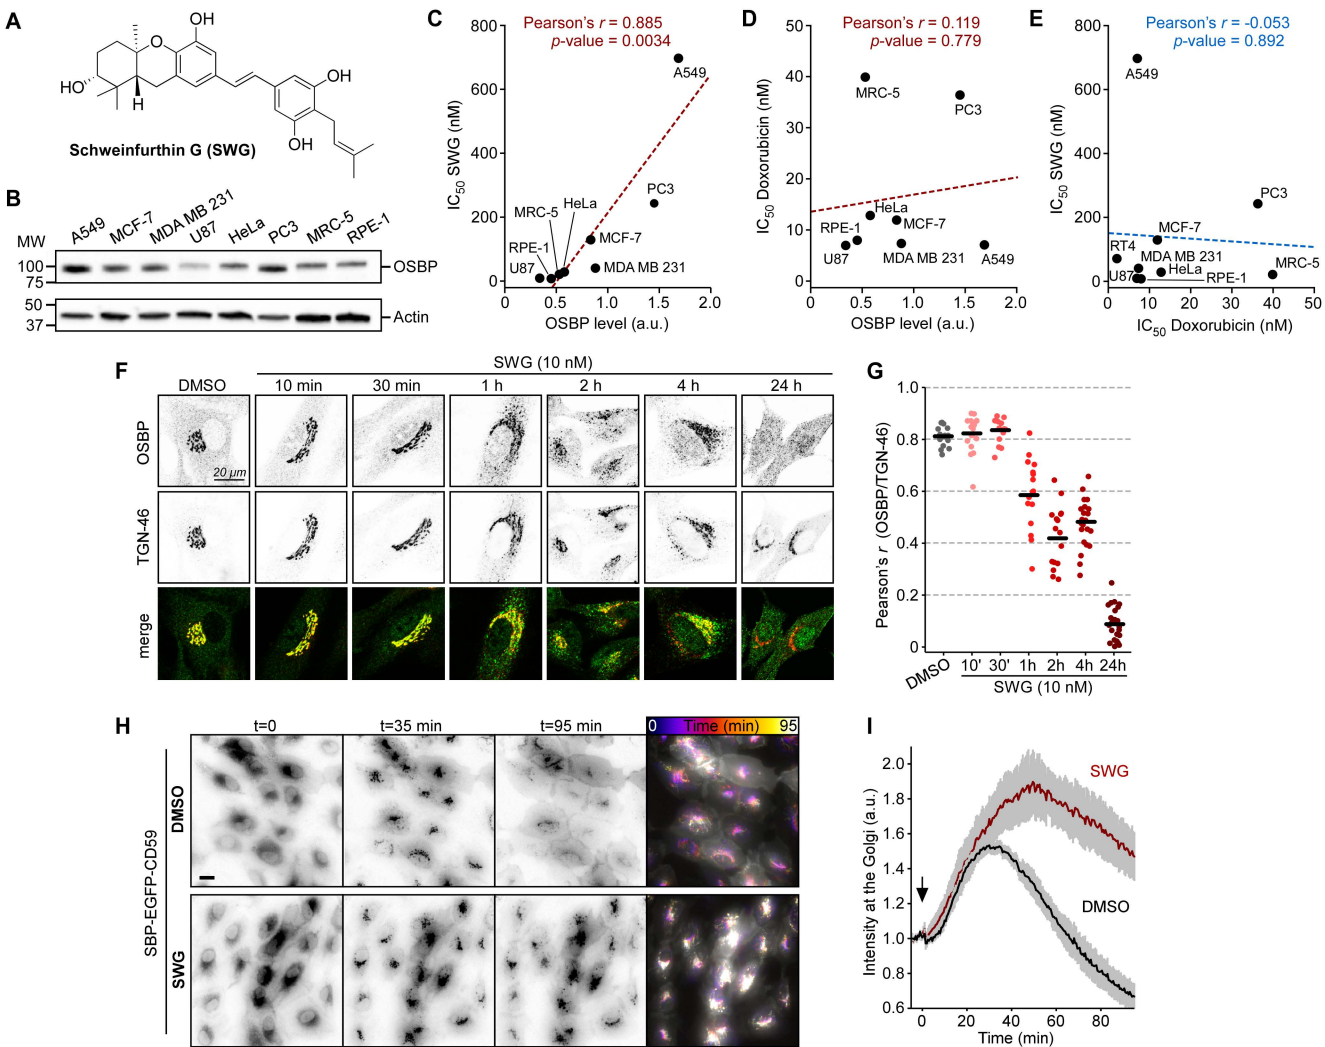 A
OH
O
HO
H
OH
OH
Schweinfurthin G (SWG)
B
A549
MCF-7
MDA MB 231
U87
HeLa
PC3
MRC-5
RPE-1
MW
100
75
OSBP
50
37
Actin
C
Pearson's r = 0.885
p-value = 0.0034
IC50 SWG (nM)
800
600
400
200
0
A549
PC3
HeLa
MRC-5
MCF-7
RPE-1
MDA MB 231
U87
0
0.5
1.0
1.5
2.0
OSBP level (a.u.)
D
Pearson's r = 0.119
p-value = 0.779
IC50 Doxorubicin (nM)
50
40
30
20
10
0
MRC-5
PC3
HeLa
RPE-1
MCF-7
U87
MDA MB 231
A549
0
0.5
1.0
1.5
2.0
OSBP level (a.u.)
E
Pearson's r = -0.053
p-value = 0.892
IC50 SWG (nM)
800
600
400
200
0
A549
PC3
MCF-7
RT4
MDA MB 231
MRC-5
HeLa
U87
RPE-1
0
10
20
30
40
50
IC50 Doxorubicin (nM)
F
SWG (10 nM)
DMSO
10 min
30 min
1 h
2 h
4 h
24 h
OSBP
20 µm
TGN-46
merge
G
Pearson's r (OSBP/TGN-46)
1.0
0.8
0.6
0.4
0.2
0
DMSO
10'
30'
1h
2h
4h
24h
SWG (10 nM)
H
t=0
t=35 min
t=95 min
0 Time (min) 95
SBP-EGFP-CD59
DMSO
SWG
I
Intensity at the Golgi (a.u.)
2.0
1.8
1.6
1.4
1.2
1.0
0.8
0.6
SWG
DMSO
0
20
40
60
80
Time (min)